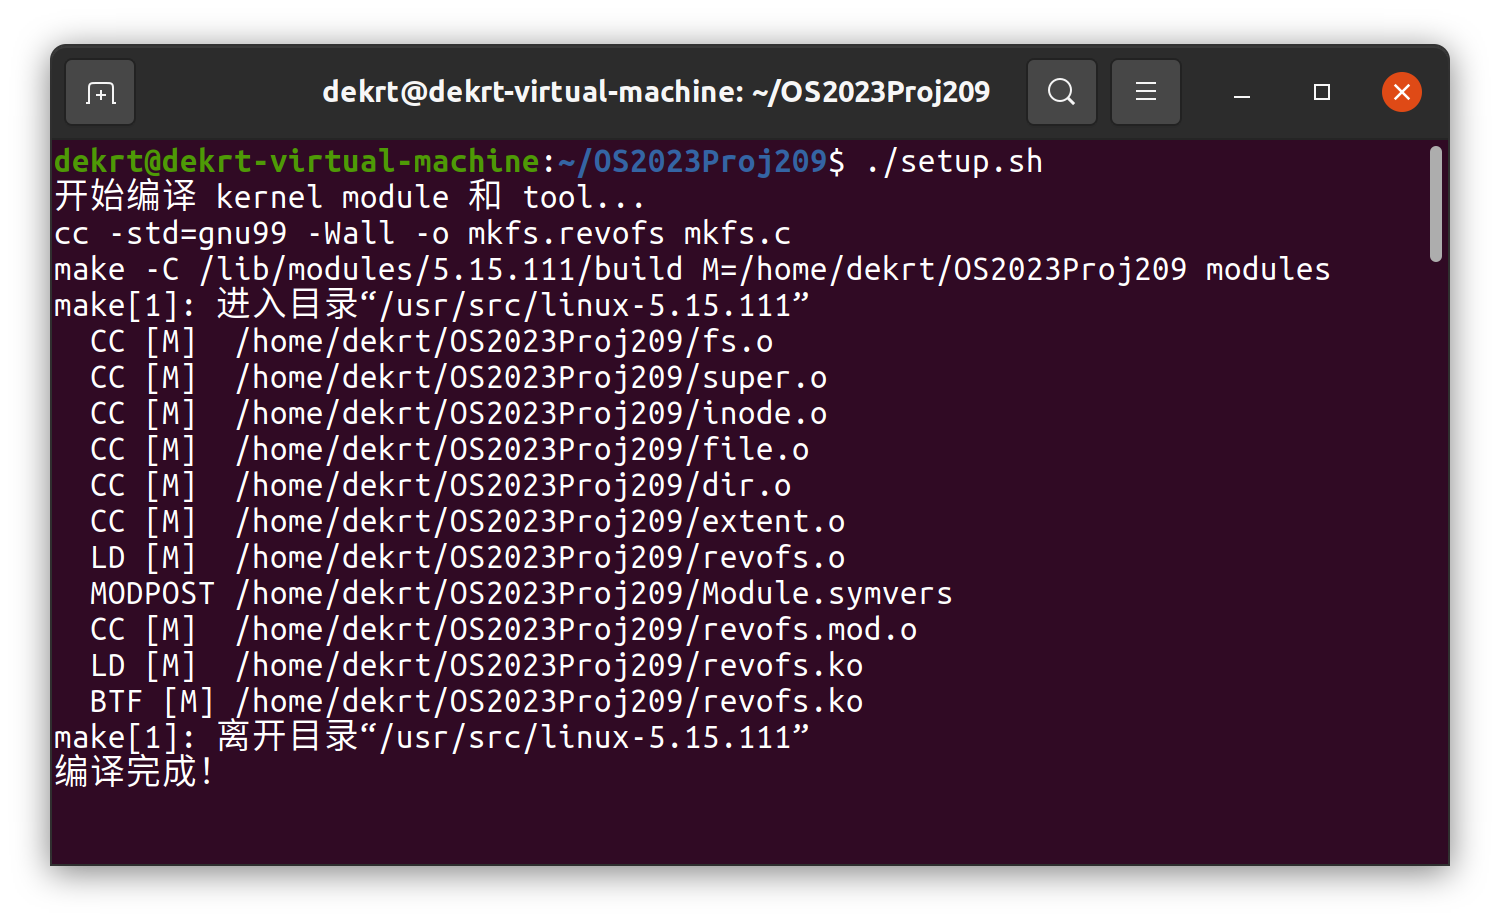 dekrt@dekrt-virtual-machine: ~/OS2023Proj209
dekrt@dekrt-virtual-machine:~/OS2023Proj209$ ./setup.sh
开始编译 kernel module 和 tool...
cc -std=gnu99 -Wall -o mkfs.revofs mkfs.c
make -C /lib/modules/5.15.111/build M=/home/dekrt/OS2023Proj209 modules
make[1]: 进入目录“/usr/src/linux-5.15.111”
  CC [M]  /home/dekrt/OS2023Proj209/fs.o
  CC [M]  /home/dekrt/OS2023Proj209/super.o
  CC [M]  /home/dekrt/OS2023Proj209/inode.o
  CC [M]  /home/dekrt/OS2023Proj209/file.o
  CC [M]  /home/dekrt/OS2023Proj209/dir.o
  CC [M]  /home/dekrt/OS2023Proj209/extent.o
  LD [M]  /home/dekrt/OS2023Proj209/revofs.o
  MODPOST /home/dekrt/OS2023Proj209/Module.symvers
  CC [M]  /home/dekrt/OS2023Proj209/revofs.mod.o
  LD [M]  /home/dekrt/OS2023Proj209/revofs.ko
  BTF [M] /home/dekrt/OS2023Proj209/revofs.ko
make[1]: 离开目录“/usr/src/linux-5.15.111”
编译完成!